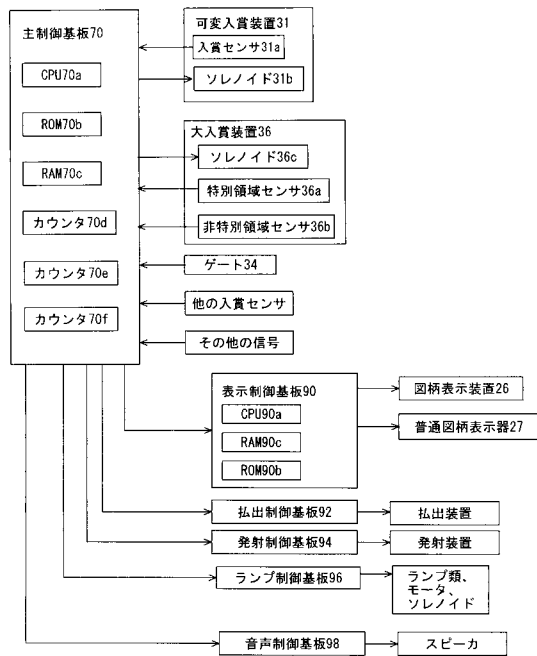 主制御基板70
CPU70a
ROM70b
RAM70c
カウンタ70d
カウンタ70e
カウンタ70f
可変入賞装置31
入賞センサ31a
ソレノイド31b
大入賞装置36
ソレノイド36c
特別領域センサ36a
非特別領域センサ36b
ゲート34
他の入賞センサ
その他の信号
表示制御基板90
CPU90a
RAM90c
ROM90b
図柄表示装置26
普通図柄表示器27
払出制御基板92
払出装置
発射制御基板94
発射装置
ランプ制御基板96
ランプ類、
モータ、
ソレノイド
音声制御基板98
スピーカ